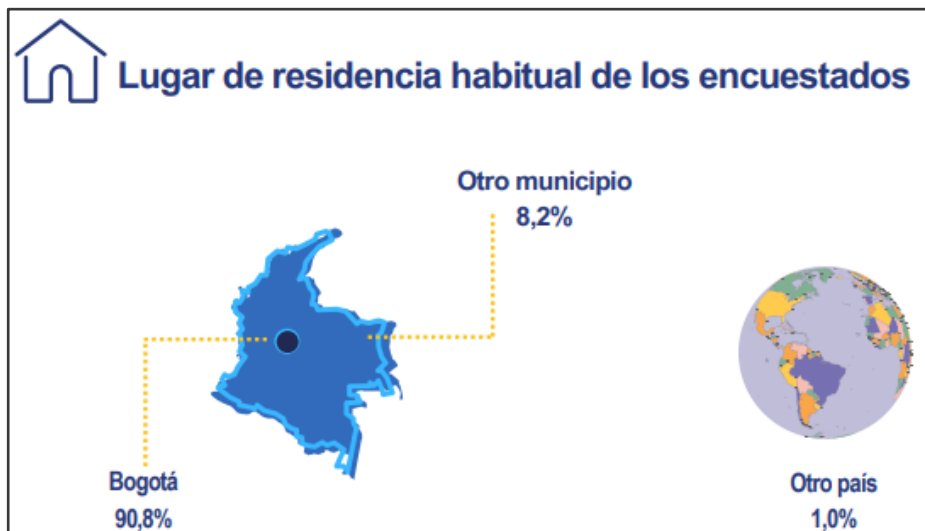 Lugar de residencia habitual de los encuestados
Otro municipio
8,2%
Bogotá
90,8%
Otro país
1,0%